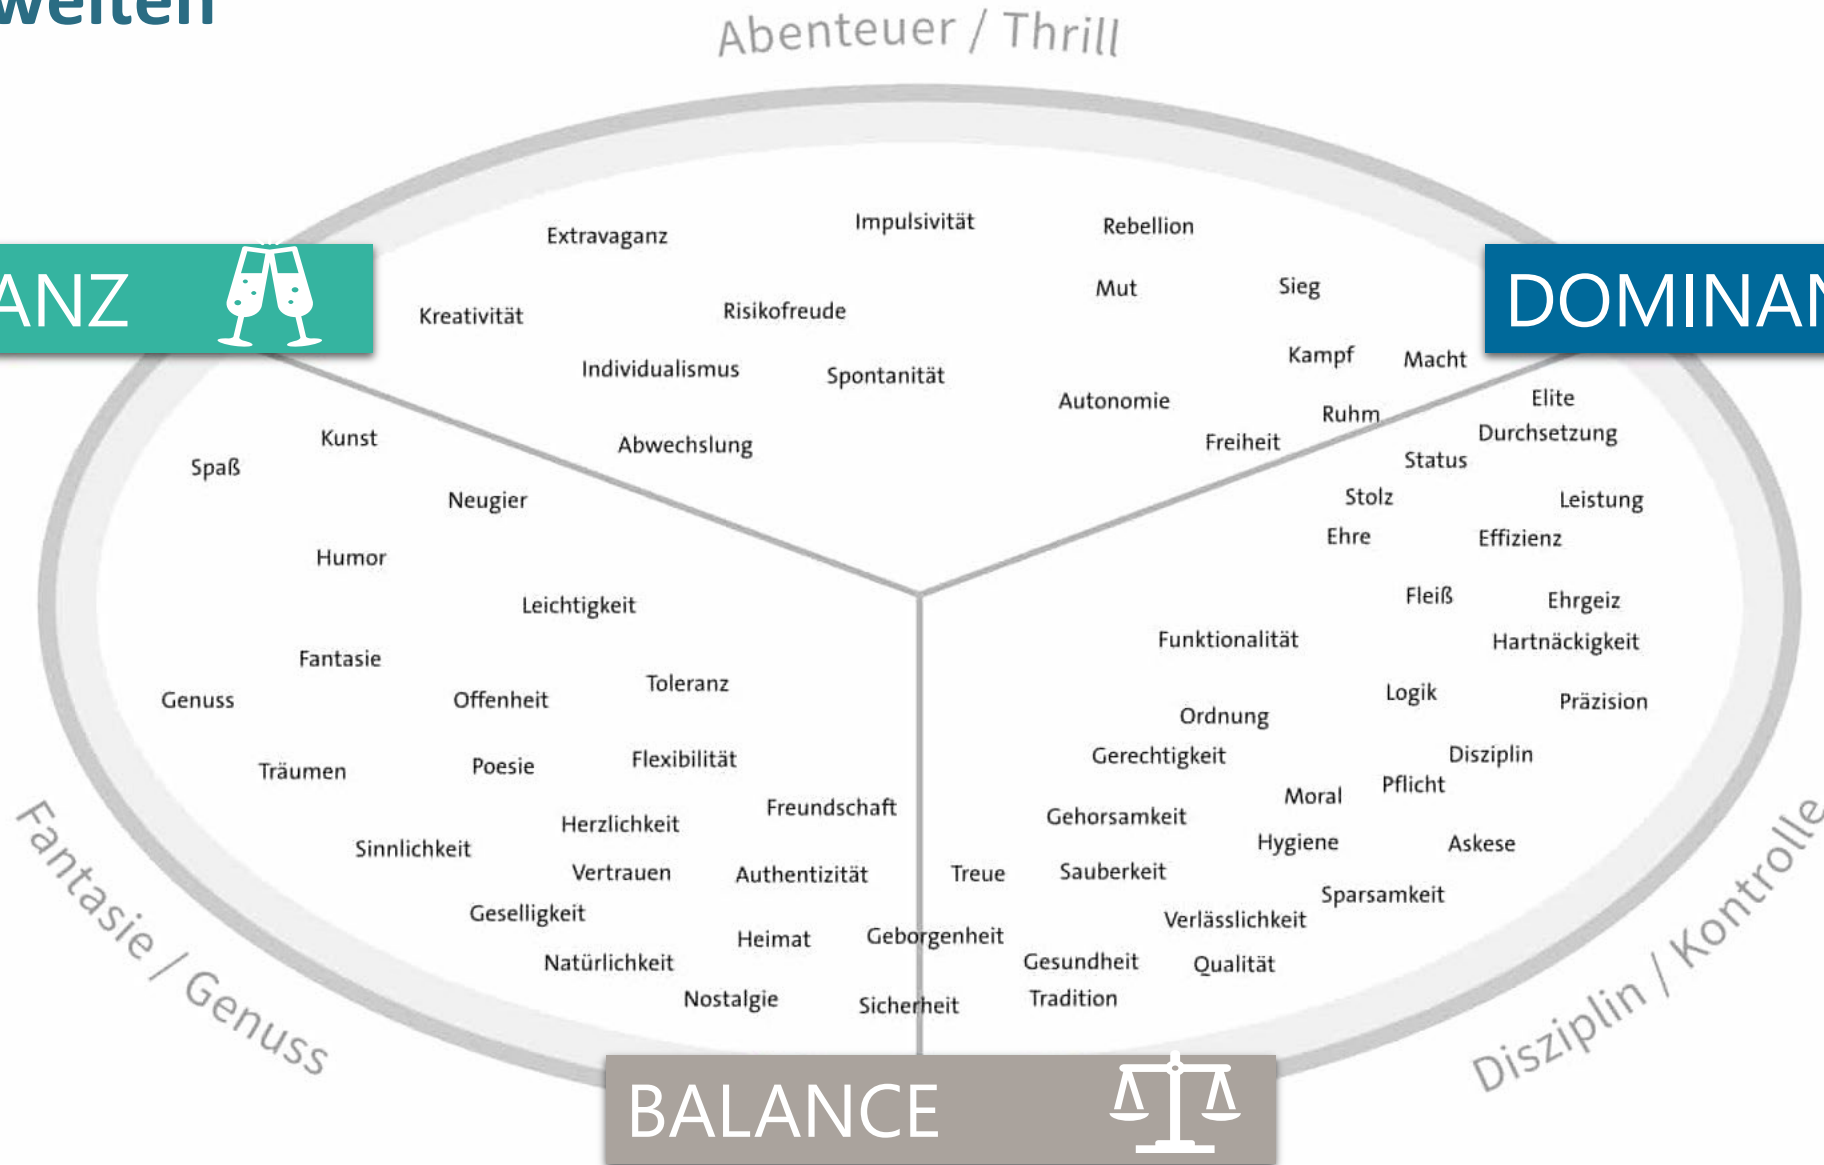 welten
Abenteuer / Thrill
ANZ
DOMINAN
Extravaganz
Impulsivität
Rebellion
Kreativität
Risikofreude
Mut
Sieg
Individualismus
Spontanität
Kampf
Macht
Autonomie
Ruhm
Abwechslung
Freiheit
Elite
Durchsetzung
Status
Stolz
Leistung
Ehre
Effizienz
Fleiß
Ehrgeiz
Funktionalität
Hartnäckigkeit
Logik
Präzision
Ordnung
Gerechtigkeit
Disziplin
Moral
Pflicht
Gehorsamkeit
Hygiene
Askese
Treue
Sauberkeit
Sparsamkeit
Verlässlichkeit
Gesundheit
Qualität
Tradition
Kunst
Spaß
Neugier
Humor
Leichtigkeit
Fantasie
Toleranz
Genuss
Offenheit
Träumen
Poesie
Flexibilität
Freundschaft
Herzlichkeit
Sinnlichkeit
Vertrauen
Authentizität
Geselligkeit
Heimat
Geborgenheit
Natürlichkeit
Nostalgie
Sicherheit
Fantasie / Genuss
Disziplin / Kontrolle
BALANCE